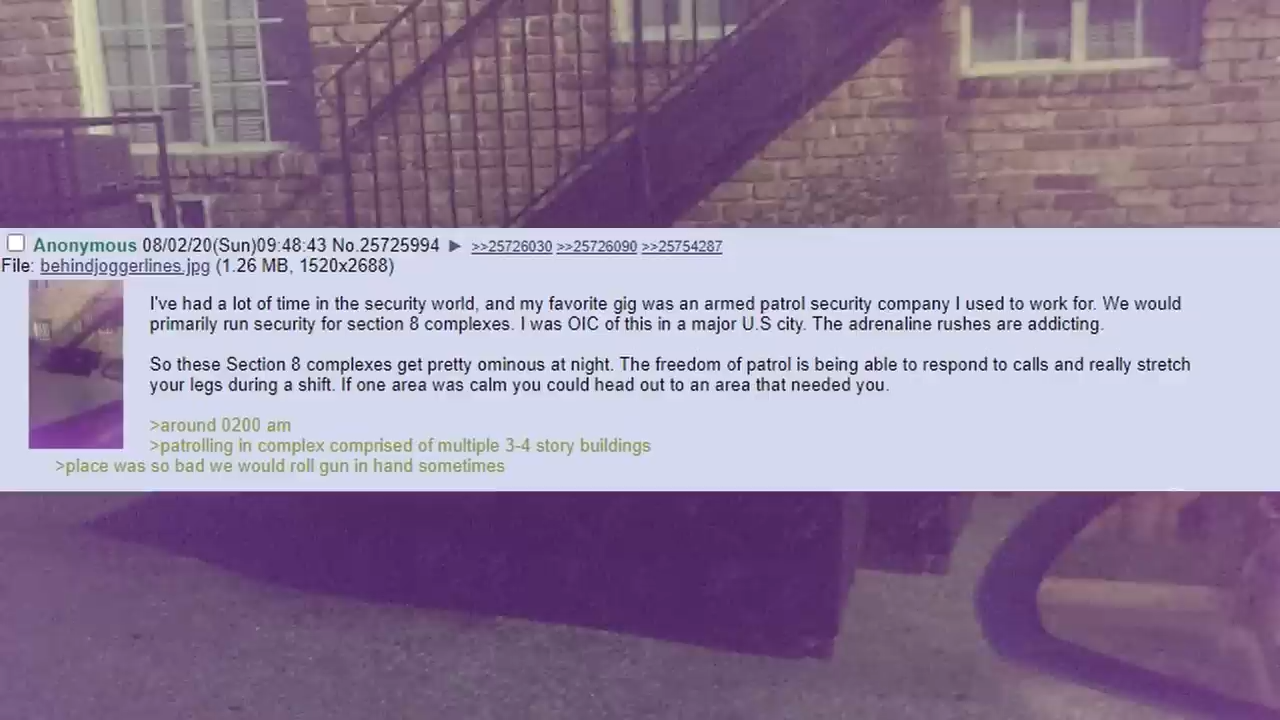 Anonymous 08/02/20(Sun)09:48:43 No.25725994 ▶ >>25726030 >>25726090 >>25754287
File: behindjoggerlines.jpg (1.26 MB, 1520x2688)
I've had a lot of time in the security world, and my favorite gig was an armed patrol security company I used to work for. We would
primarily run security for section 8 complexes. I was OIC of this in a major U.S city. The adrenaline rushes are addicting.
So these Section 8 complexes get pretty ominous at night. The freedom of patrol is being able to respond to calls and really stretch
your legs during a shift. If one area was calm you could head out to an area that needed you.
>around 0200 am
>patrolling in complex comprised of multiple 3-4 story buildings
>place was so bad we would roll gun in hand sometimes